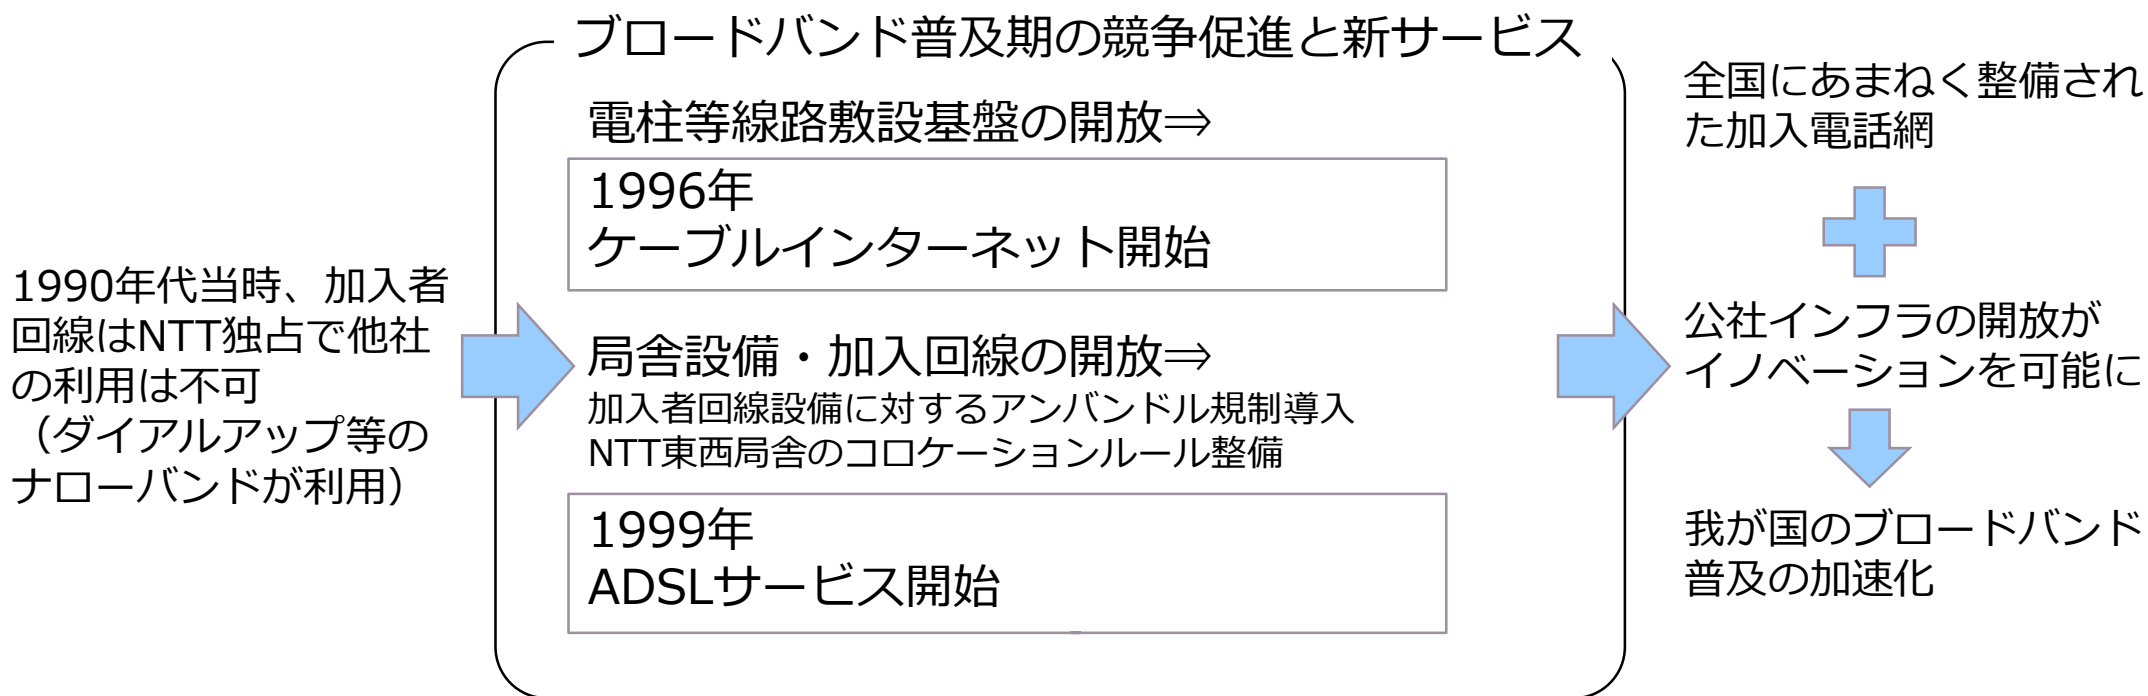 ブロードバンド普及期の競争促進と新サービス
1990年代当時、加入者
回線はNTT独占で他社
の利用は不可
（ダイアルアップ等の
ナローバンドが利用）
電柱等線路敷設基盤の開放⇒
1996年
ケーブルインターネット開始
局舎設備・加入回線の開放⇒
加入者回線設備に対するアンバンドル規制導入
NTT東西局舎のコロケーションルール整備
1999年
ADSLサービス開始
全国にあまねく整備され
た加入電話網
公社インフラの開放が
イノベーションを可能に
我が国のブロードバンド
普及の加速化